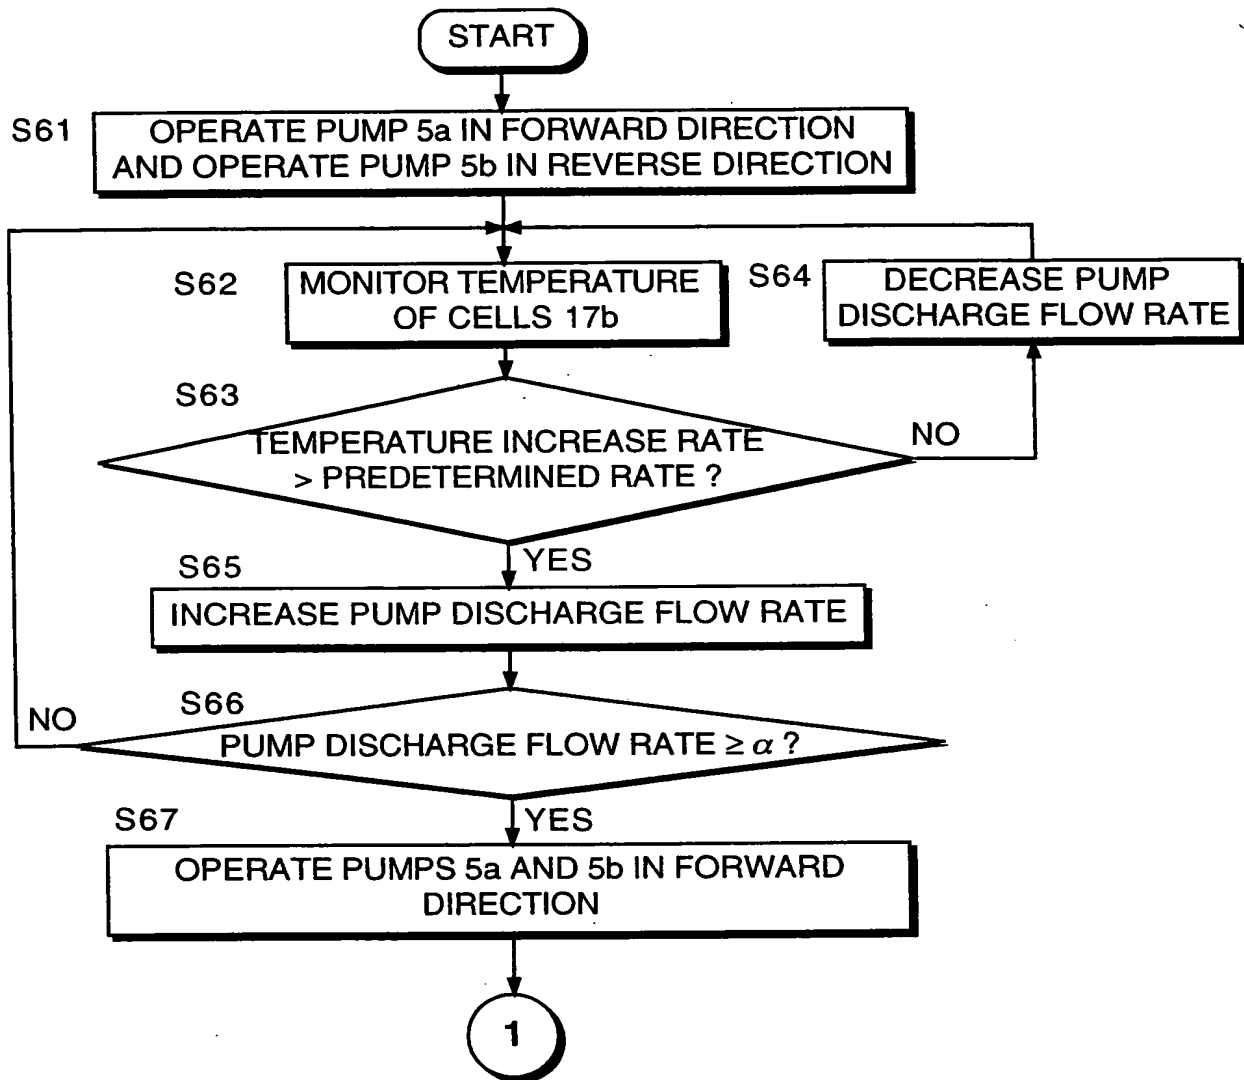 START
S61
OPERATE PUMP 5a IN FORWARD DIRECTION
AND OPERATE PUMP 5b IN REVERSE DIRECTION
S62
MONITOR TEMPERATURE
OF CELLS 17b
S64
DECREASE PUMP
DISCHARGE FLOW RATE
S63
TEMPERATURE INCREASE RATE
> PREDETERMINED RATE ?
NO
YES
S65
INCREASE PUMP DISCHARGE FLOW RATE
S66
NO
PUMP DISCHARGE FLOW RATE ≥ α ?
YES
S67
OPERATE PUMPS 5a AND 5b IN FORWARD
DIRECTION
1